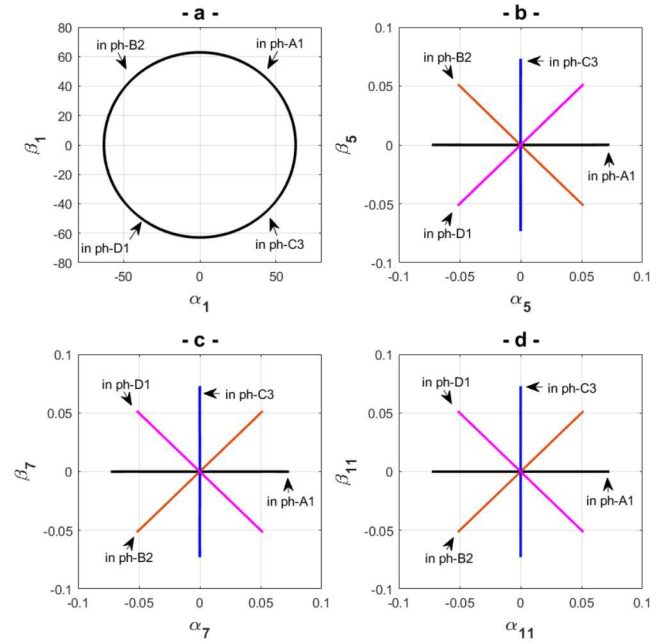 - a -
80
60
40
20
0
-20
-40
-60
-80
-50
0
50
β1
α1
in ph-B2
in ph-A1
in ph-D1
in ph-C3
- b -
0.1
0.05
0
-0.05
-0.1
-0.1
-0.05
0
0.05
0.1
β5
α5
in ph-B2
in ph-C3
in ph-A1
in ph-D1
- c -
0.1
0.05
0
-0.05
-0.1
-0.1
-0.05
0
0.05
0.1
β7
α7
in ph-D1
in ph-C3
in ph-A1
in ph-B2
- d -
0.1
0.05
0
-0.05
-0.1
-0.1
-0.05
0
0.05
0.1
β11
α11
in ph-D1
in ph-C3
in ph-A1
in ph-B2